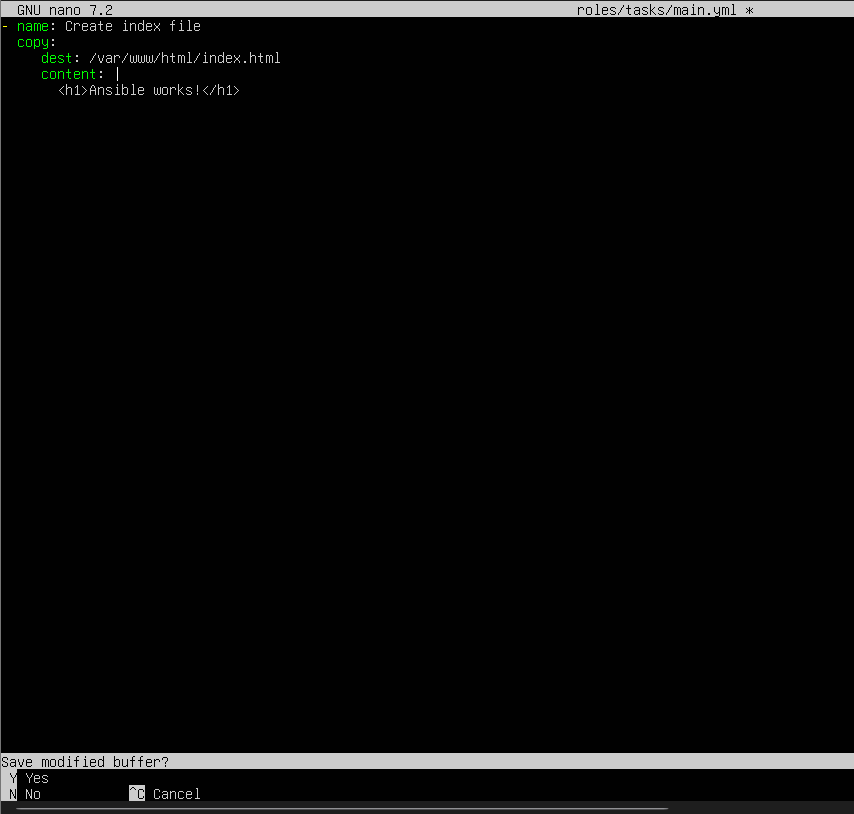 GNU nano 7.2 roles/tasks/main.yml *
- name: Create index file
  copy:
     dest: /var/www/html/index.html
     content: |
       <h1>Ansible works!</h1>
Save modified buffer?
Y Yes
N No ^C Cancel